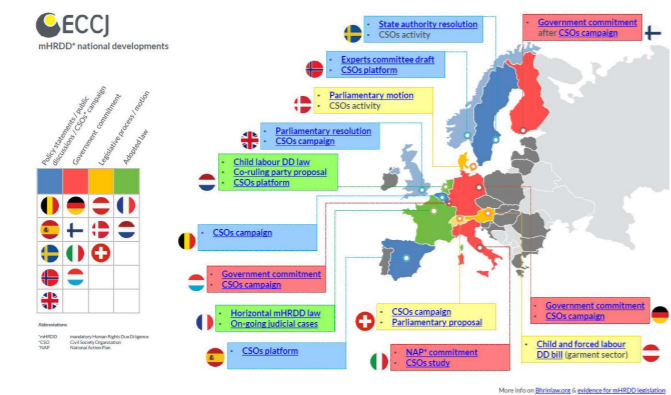 ECCJ
mHRDD* national developments
Policy statements / public
discussions / CSOs* campaign
Government commitment
Legislative process / motion
Adopted law
Abbreviations
*mHRDD mandatory Human Rights Due Diligence
*CSO Civil Society Organization
*NAP National Action Plan
- State authority resolution
- CSOs activity
- Government commitment
after CSOs campaign
- Experts committee draft
- CSOs platform
- Parliamentary motion
- CSOs activity
- Parliamentary resolution
- CSOs campaign
- Child labour DD law
- Co-ruling party proposal
- CSOs platform
- CSOs campaign
- Government commitment
- CSOs campaign
- Horizontal mHRDD law
- On-going judicial cases
- CSOs platform
- CSOs campaign
- Parliamentary proposal
- NAP* commitment
- CSOs study
- Government commitment
- CSOs campaign
- Child and forced labour
DD bill (garment sector)
More info on Bhrinlaw.org & evidence for mHRDD legislation